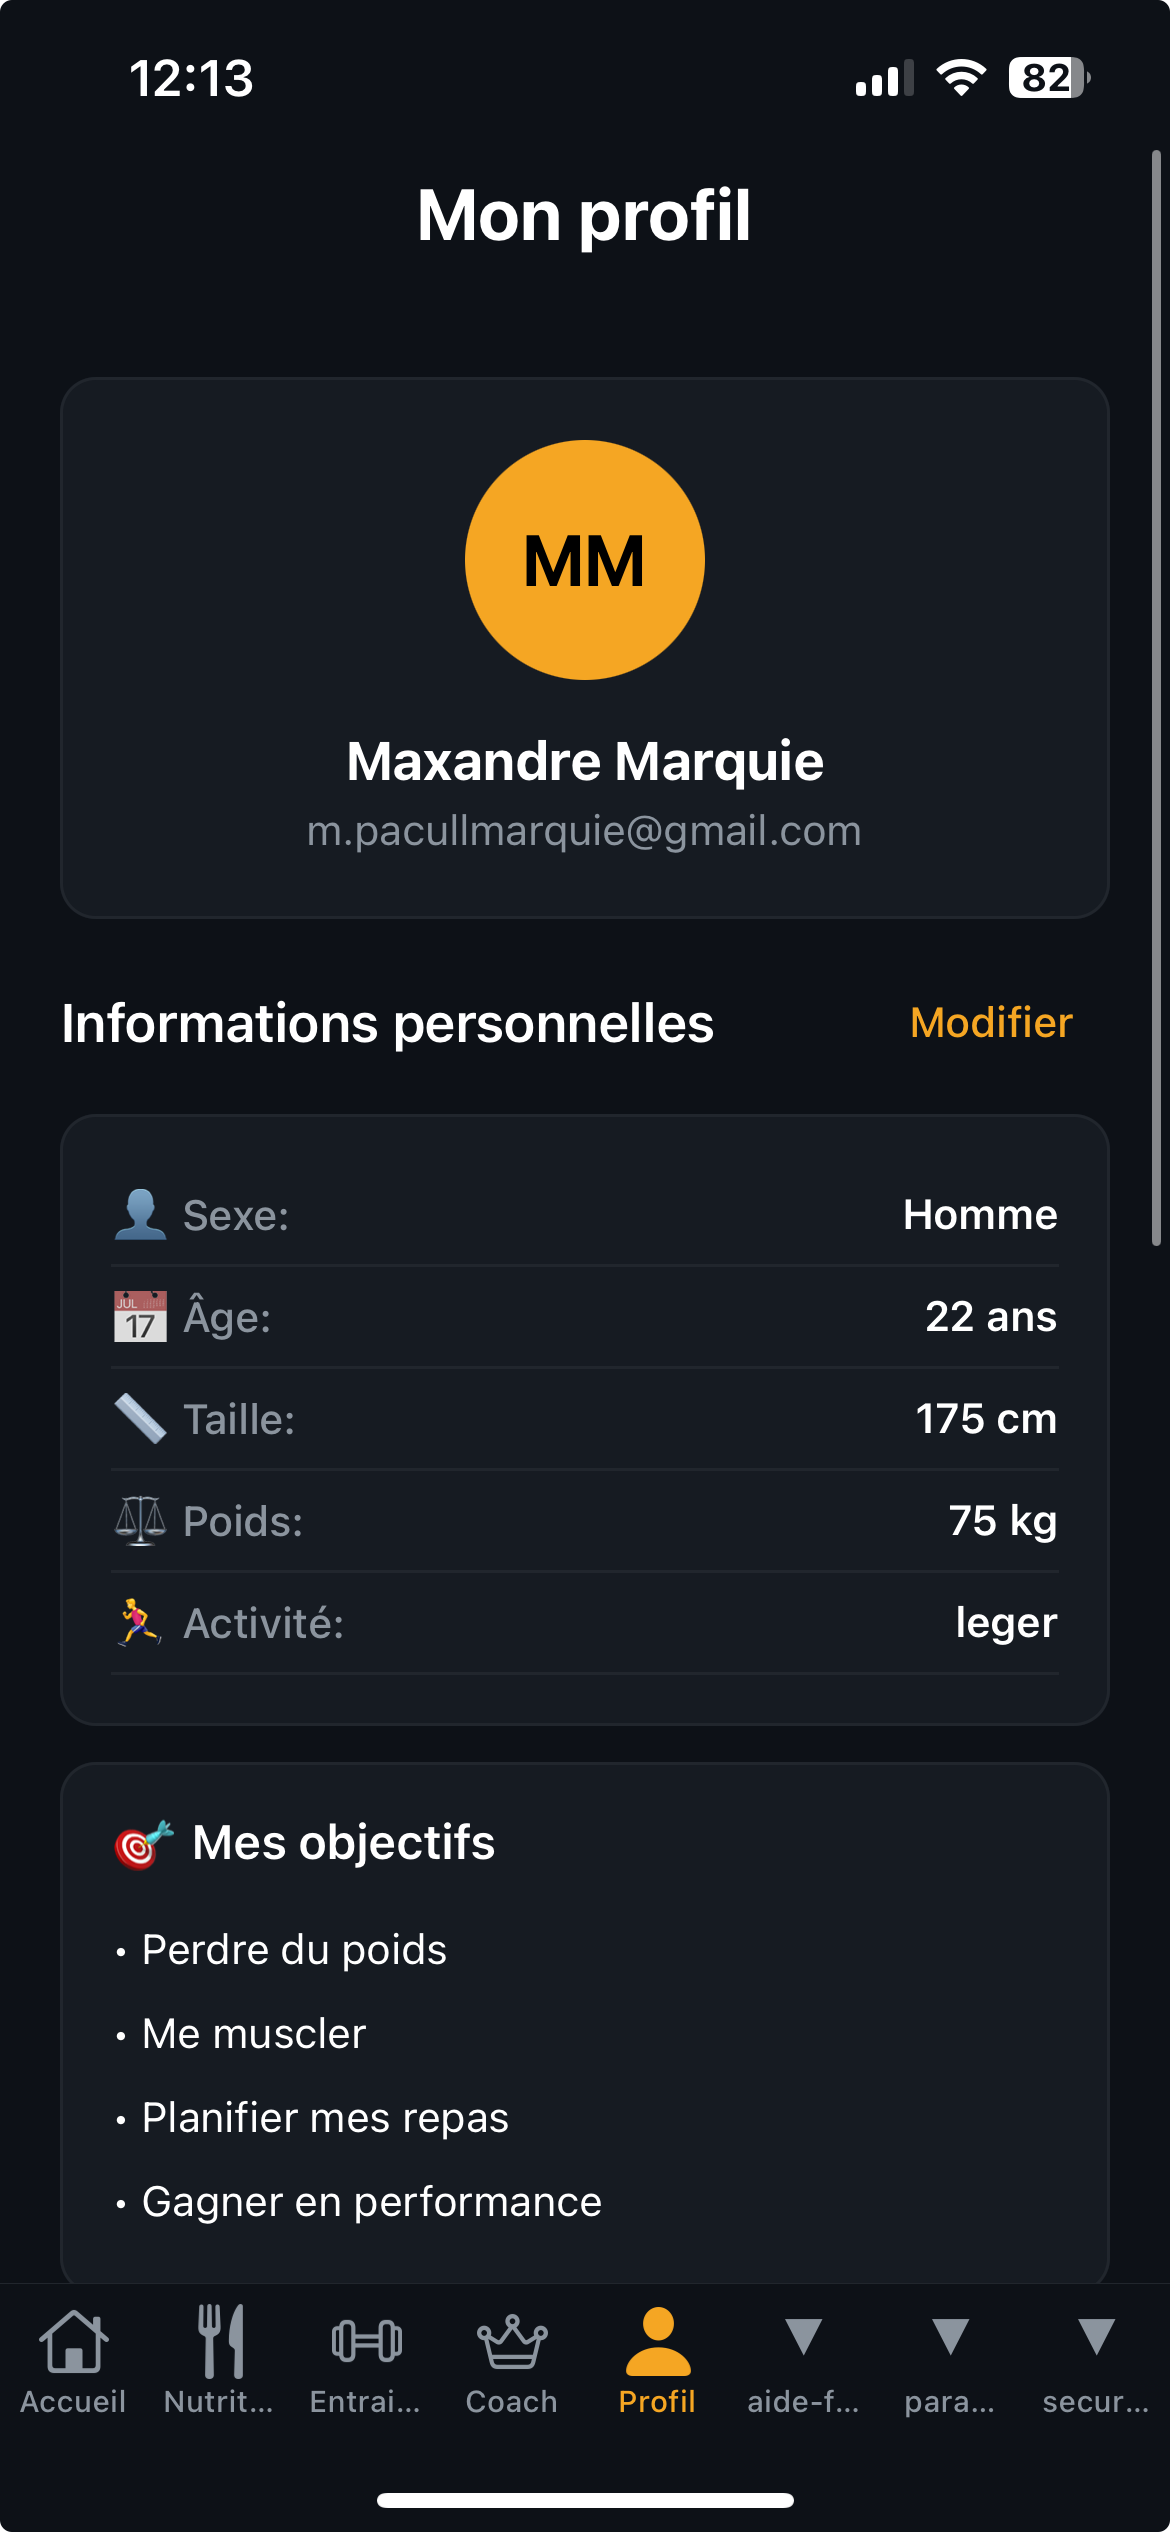 12:13
82
Mon profil
MM
Maxandre Marquie
m.pacullmarquie@gmail.com
Informations personnelles
Modifier
Sexe:
Homme
JUL
17
Âge:
22 ans
Taille:
175 cm
Poids:
75 kg
Activité:
leger
Mes objectifs
• Perdre du poids
• Me muscler
• Planifier mes repas
• Gagner en performance
Accueil
Nutrit...
Entrai...
Coach
Profil
aide-f...
para...
secur...